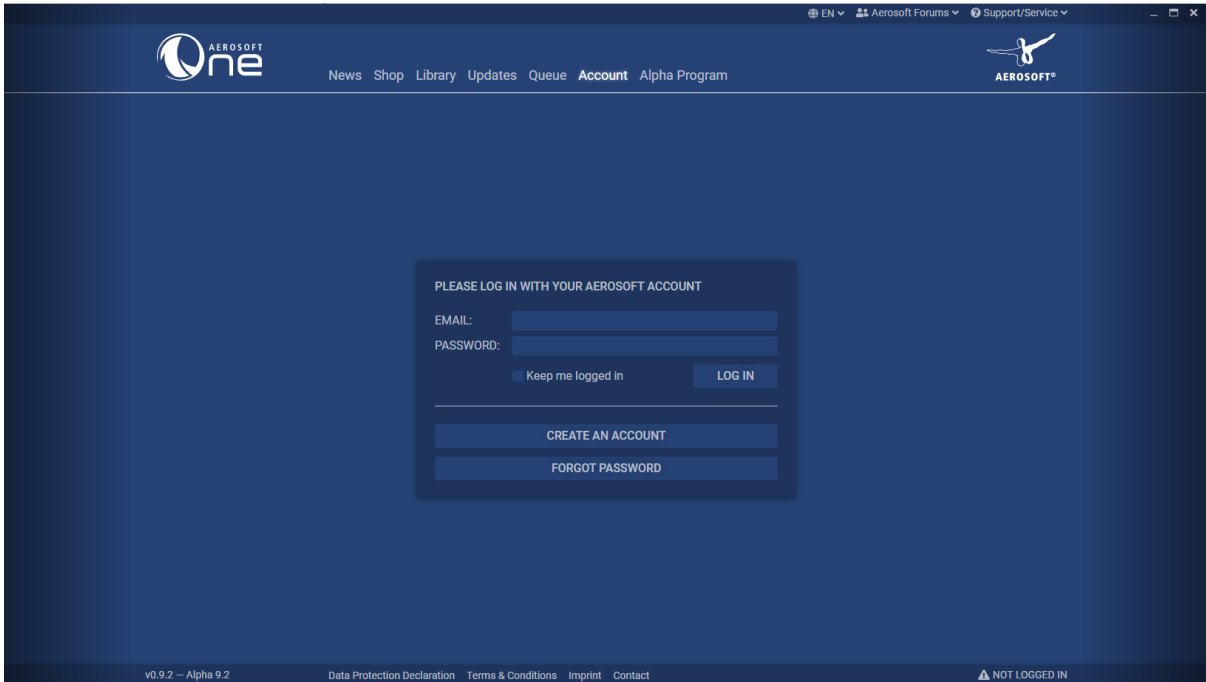 EN Aerosoft Forums Support/Service
AEROSOFT
One
News Shop Library Updates Queue Account Alpha Program
AEROSOFT®
PLEASE LOG IN WITH YOUR AEROSOFT ACCOUNT
EMAIL:
PASSWORD:
Keep me logged in LOG IN
CREATE AN ACCOUNT
FORGOT PASSWORD
v0.9.2 – Alpha 9.2 Data Protection Declaration Terms & Conditions Imprint Contact NOT LOGGED IN